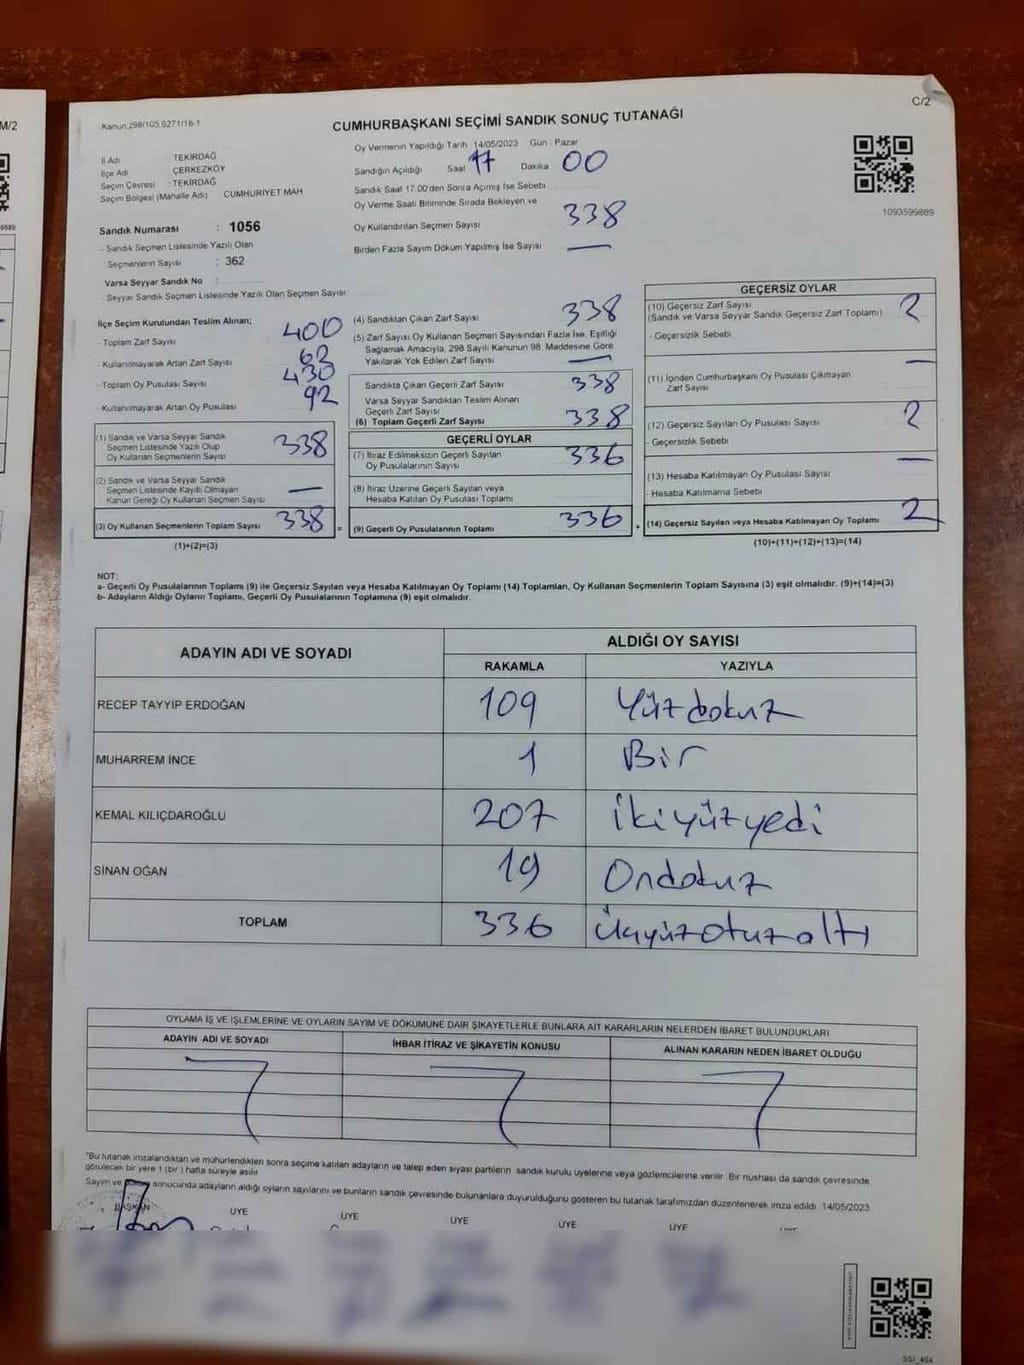 M/2
C/2
Kanun:298/105,6271/18-1
CUMHURBAŞKANI SEÇİMİ SANDIK SONUÇ TUTANAĞI
İl Adı TEKİRDAĞ
İlçe Adı ÇERKEZKÖY
Seçim Çevresi : TEKİRDAĞ
Seçim Bölgesi (Mahalle Adı) CUMHURİYET MAH
Oy Vermenin Yapıldığı Tarih 14/05/2023 Gün : Pazar
Sandığın Açıldığı Saat 17 Dakika 00
Sandık Saat 17:00'den Sonra Açımış İse Sebebi
Oy Verme Saati Bitiminde Sırada Bekleyen ve
Oy Kullandırılan Seçmen Sayısı 338
Birden Fazla Sayım Döküm Yapılmış İse Sayısı —
1093599889
Sandık Numarası : 1056
- Sandık Seçmen Listesinde Yazılı Olan
Seçmenlerin Sayısı : 362
Varsa Seyyar Sandık No :
- Seyyar Sandık Seçmen Listesinde Yazılı Olan Seçmen Sayısı
İlçe Seçim Kurulundan Teslim Alınan;
- Toplam Zarf Sayısı 400
- Kullanılmayarak Artan Zarf Sayısı 62
- Toplam Oy Pusulası Sayısı 430
- Kullanılmayarak Artan Oy Pusulası 92
(1) Sandık ve Varsa Seyyar Sandık
Seçmen Listesinde Yazılı Olup
Oy Kullanan Seçmenlerin Sayısı 338
(2) Sandık ve Varsa Seyyar Sandık
Seçmen Listesinde Kayıtlı Olmayan
Kanun Gereği Oy Kullanan Seçmen Sayısı —
(3) Oy Kullanan Seçmenlerin Toplam Sayısı 338 =
(1)+(2)=(3)
(4) Sandıktan Çıkan Zarf Sayısı 338
(5) Zarf Sayısı Oy Kullanan Seçmen Sayısından Fazla İse, Eşitliği
Sağlamak Amacıyla, 298 Sayılı Kanunun 98. Maddesine Göre
Yakılarak Yok Edilen Zarf Sayısı —
Sandıkta Çıkan Geçerli Zarf Sayısı 338
Varsa Seyyar Sandıktan Teslim Alınan
Geçerli Zarf Sayısı
(6) Toplam Geçerli Zarf Sayısı 338
GEÇERLİ OYLAR
(7) İtiraz Edilmeksizin Geçerli Sayılan
Oy Pusulalarının Sayısı 336
(8) İtiraz Üzerine Geçerli Sayılan veya
Hesaba Katılan Oy Pusulası Toplamı
(9) Geçerli Oy Pusulalarının Toplamı 336 +
GEÇERSİZ OYLAR
(10) Geçersiz Zarf Sayısı 2
(Sandık ve Varsa Seyyar Sandık Geçersiz Zarf Toplamı)
- Geçersizlik Sebebi
(11) İçinden Cumhurbaşkanı Oy Pusulası Çıkmayan —
Zarf Sayısı
(12) Geçersiz Sayılan Oy Pusulası Sayısı 2
- Geçersizlik Sebebi
(13) Hesaba Katılmayan Oy Pusulası Sayısı —
- Hesaba Katılmama Sebebi
(14) Geçersiz Sayılan veya Hesaba Katılmayan Oy Toplamı 2
(10)+(11)+(12)+(13)=(14)
NOT:
a- Geçerli Oy Pusulalarının Toplamı (9) ile Geçersiz Sayılan veya Hesaba Katılmayan Oy Toplamı (14) Toplamları, Oy Kullanan Seçmenlerin Toplam Sayısına (3) eşit olmalıdır. (9)+(14)=(3)
b- Adayların Aldığı Oyların Toplamı, Geçerli Oy Pusulalarının Toplamına (9) eşit olmalıdır.
ADAYIN ADI VE SOYADI ALDIĞI OY SAYISI
RAKAMLA YAZIYLA
RECEP TAYYİP ERDOĞAN 109 Yüzdokuz
MUHARREM İNCE 1 Bir
KEMAL KILIÇDAROĞLU 207 İkiyüzyedi
SİNAN OĞAN 19 Ondokuz
TOPLAM 336 üçyüzotuzaltı
OYLAMA İŞ VE İŞLEMLERİNE VE OYLARIN SAYIM VE DÖKÜMÜNE DAİR ŞİKAYETLERLE BUNLARA AİT KARARLARIN NELERDEN İBARET BULUNDUKLARI
ADAYIN ADI VE SOYADI İHBAR İTİRAZ VE ŞİKAYETİN KONUSU ALINAN KARARIN NEDEN İBARET OLDUĞU
*Bu tutanak imzalandıktan ve mühürlendikten sonra seçime katılan adayların ve talep eden siyasi partilerin sandık kurulu üyelerine veya gözlemcilerine verilir. Bir nüshası da sandık çevresinde
görülecek bir yere 1 (bir) hafta süreyle asılır
Sayım ve döküm sonucunda adayların aldığı oyların sayılarını ve bunların sandık çevresinde bulunanlara duyurulduğunu gösteren bu tutanak tarafımızdan düzenlenerek imza edildi. 14/05/2023
BAŞKAN ÜYE ÜYE ÜYE ÜYE ÜYE